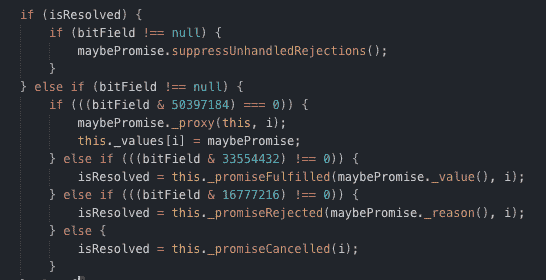 if (isResolved) {
if (bitField !== null) {
maybePromise.suppressUnhandledRejections();
}
} else if (bitField !== null) {
if (((bitField & 50397184) === 0)) {
maybePromise._proxy(this, i);
this._values[i] = maybePromise;
} else if (((bitField & 33554432) !== 0)) {
isResolved = this._promiseFulfilled(maybePromise._value(), i);
} else if (((bitField & 16777216) !== 0)) {
isResolved = this._promiseRejected(maybePromise._reason(), i);
} else {
isResolved = this._promiseCancelled(i);
}